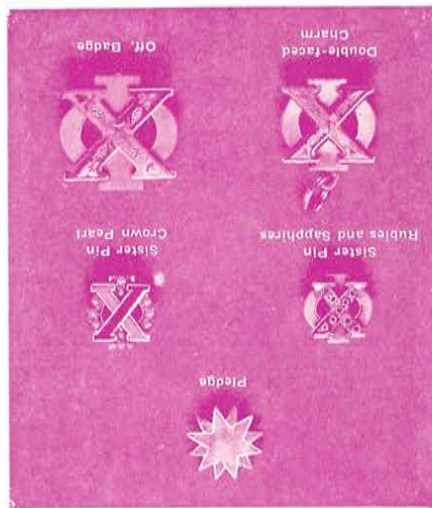 Pledge
Sister Pin
Rubies and Sapphires
Sister Pin
Crown Pearl
Double-faced
Charm
Off. Badge